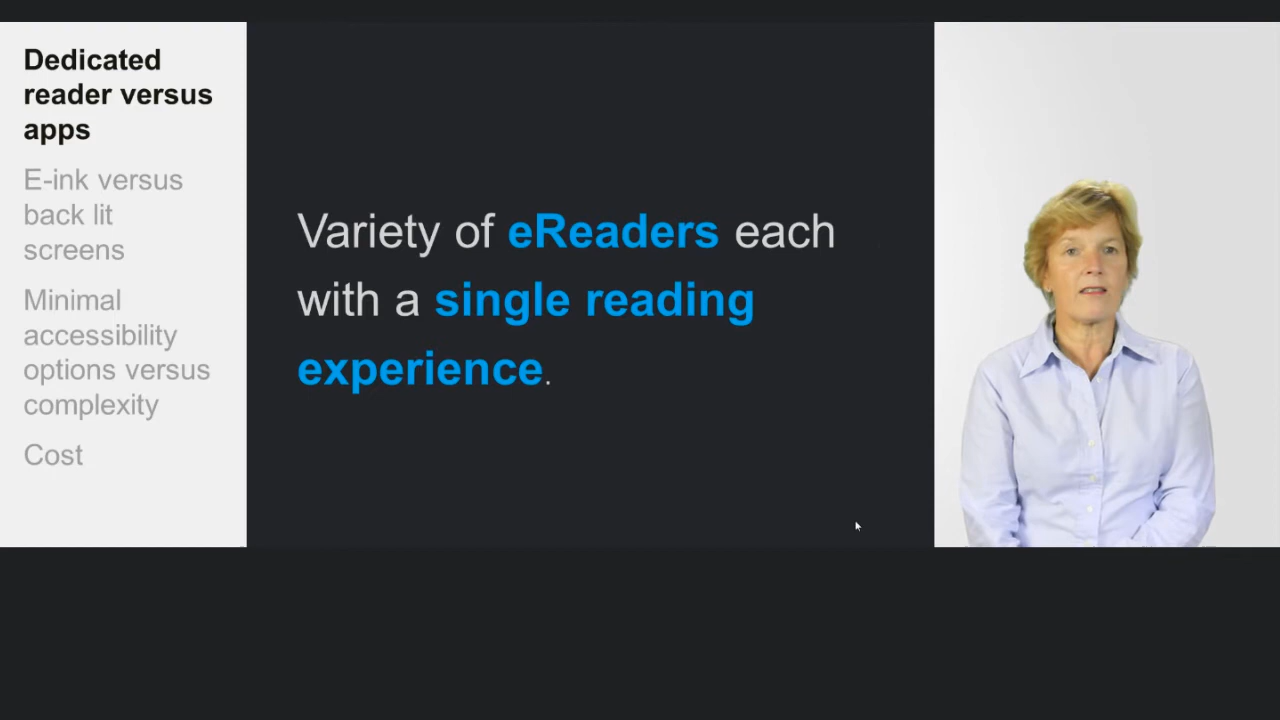 Dedicated
reader versus
apps
E-ink versus
back lit
screens
Minimal
accessibility
options versus
complexity
Cost
Variety of eReaders each
with a single reading
experience.